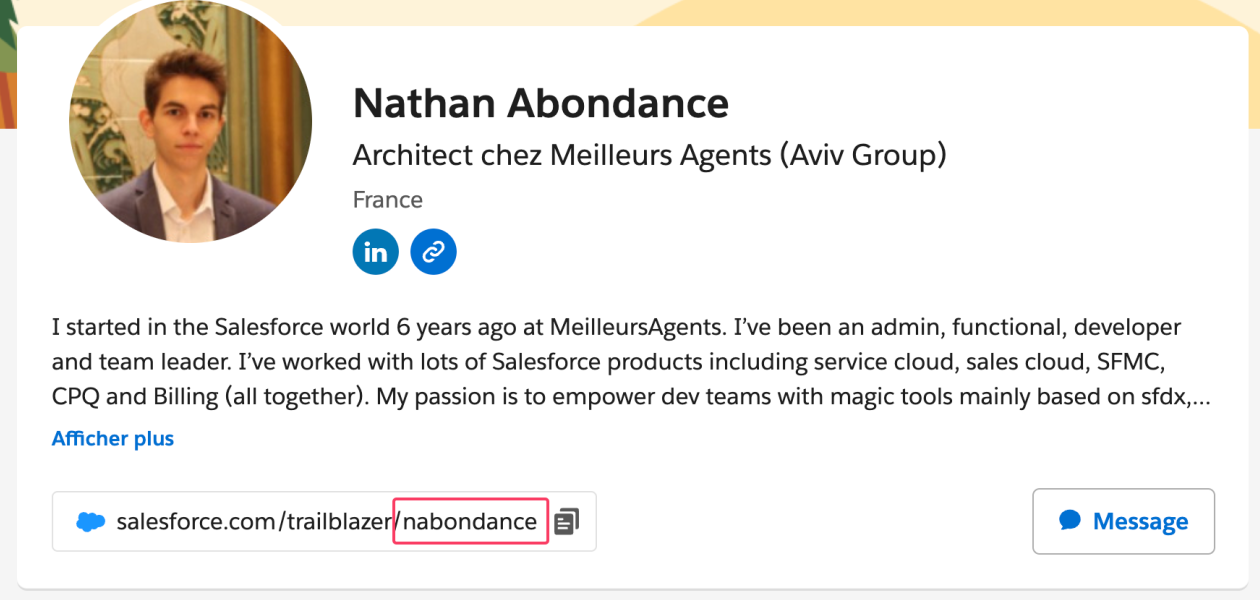 Nathan Abondance
Architect chez Meilleurs Agents (Aviv Group)
France
in
I started in the Salesforce world 6 years ago at MeilleursAgents. I’ve been an admin, functional, developer
and team leader. I’ve worked with lots of Salesforce products including service cloud, sales cloud, SFMC,
CPQ and Billing (all together). My passion is to empower dev teams with magic tools mainly based on sfdx,...
Afficher plus
salesforce.com/trailblazer/nabondance
Message